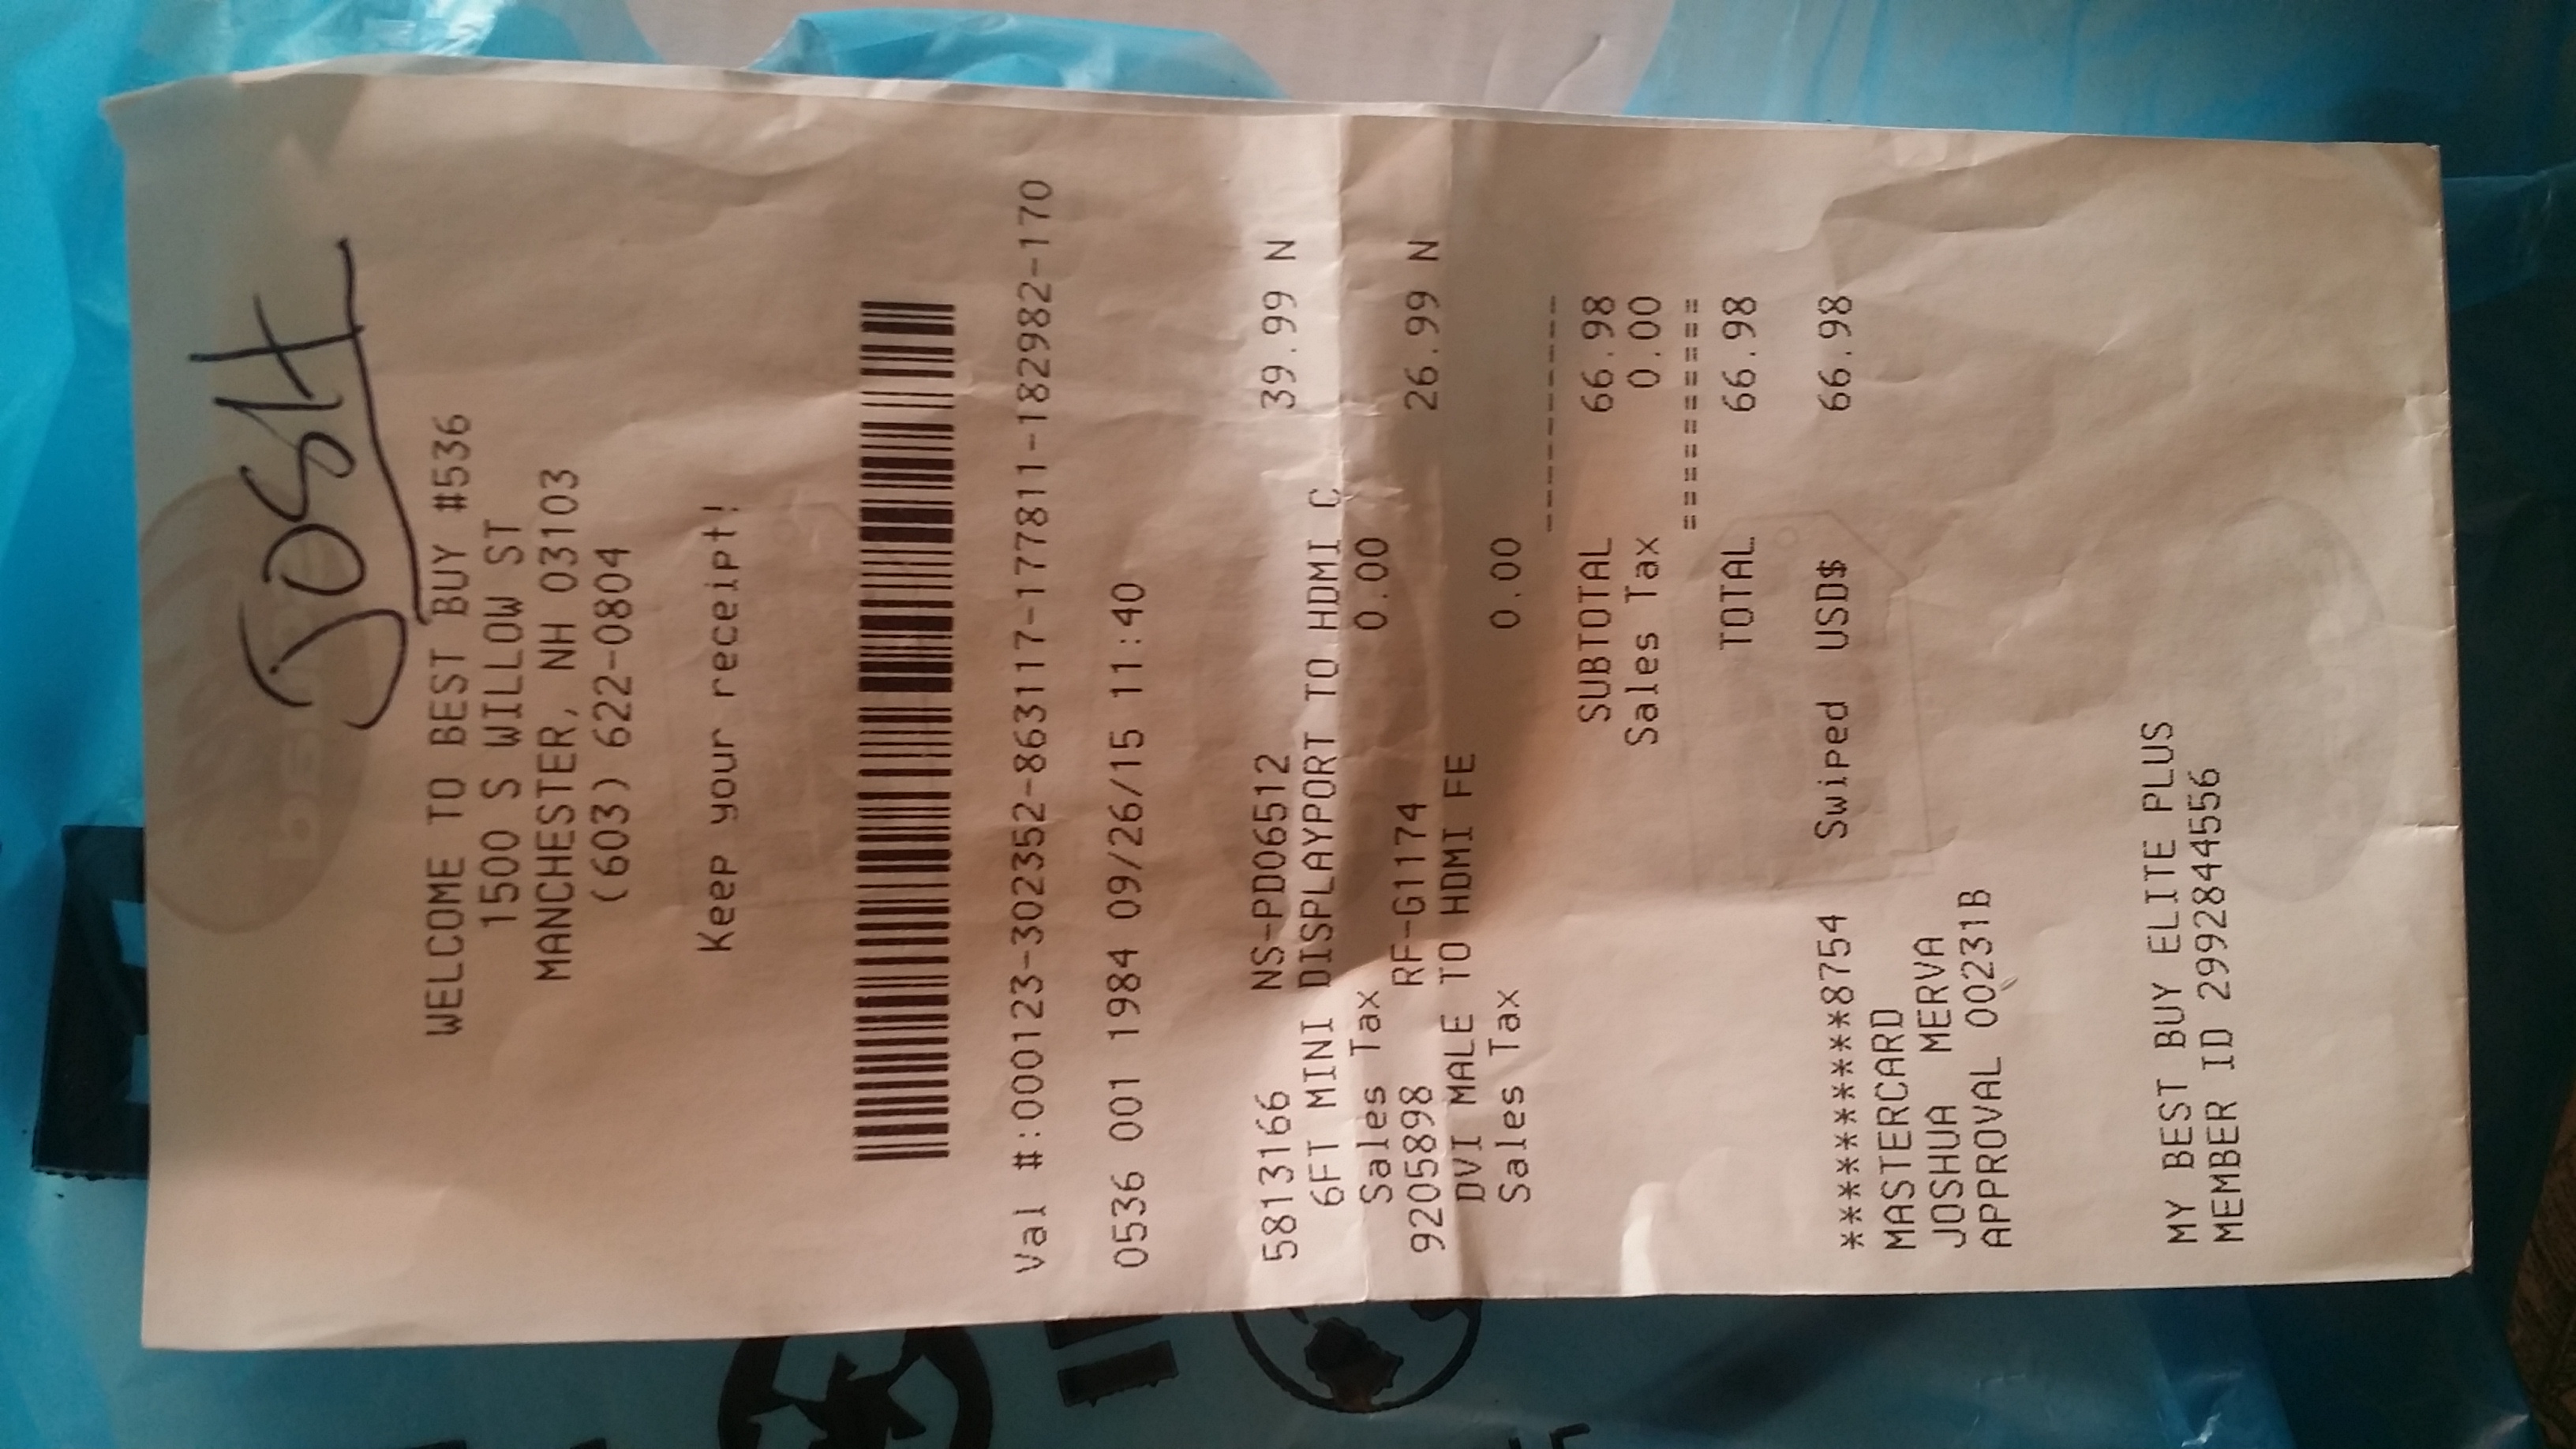 JOSH
WELCOME TO BEST BUY #536
1500 S WILLOW ST
MANCHESTER, NH 03103
(603) 622-0804
Keep your receipt!
Val #:000123-302352-863117-177811-182982-170
0536 001 1984 09/26/15 11:40
5813166 NS-PD06512 39.99 N
6FT MINI DISPLAYPORT TO HDMI C
Sales Tax 0.00
9205898 RF-G1174 26.99 N
DVI MALE TO HDMI FE
Sales Tax 0.00
----------
SUBTOTAL 66.98
Sales Tax 0.00
==========
TOTAL 66.98
************8754 Swiped USD$ 66.98
MASTERCARD
JOSHUA MERVA
APPROVAL 00231B
MY BEST BUY ELITE PLUS
MEMBER ID 2992844556